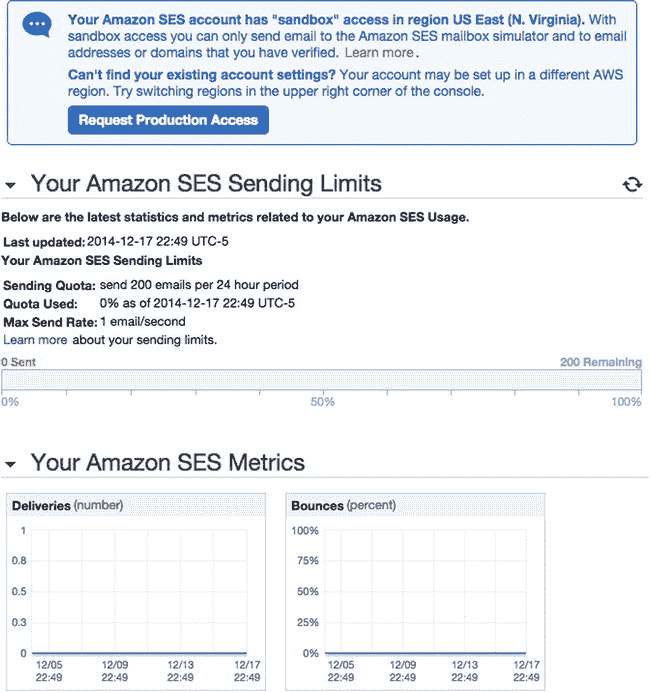 Your Amazon SES account has "sandbox" access in region US East (N. Virginia). With
sandbox access you can only send email to the Amazon SES mailbox simulator and to email
addresses or domains that you have verified. Learn more.
Can't find your existing account settings? Your account may be set up in a different AWS
region. Try switching regions in the upper right corner of the console.
Request Production Access
Your Amazon SES Sending Limits
Below are the latest statistics and metrics related to your Amazon SES Usage.
Last updated: 2014-12-17 22:49 UTC-5
Your Amazon SES Sending Limits
Sending Quota: send 200 emails per 24 hour period
Quota Used: 0% as of 2014-12-17 22:49 UTC-5
Max Send Rate: 1 email/second
Learn more about your sending limits.
0 Sent 200 Remaining
0% 50% 100%
Your Amazon SES Metrics
Deliveries (number)
1
0.8
0.5
0.3
0
12/05 12/09 12/13 12/17
22:49 22:49 22:49 22:49
Bounces (percent)
100%
75%
50%
25%
0%
12/05 12/09 12/13 12/17
22:49 22:49 22:49 22:49